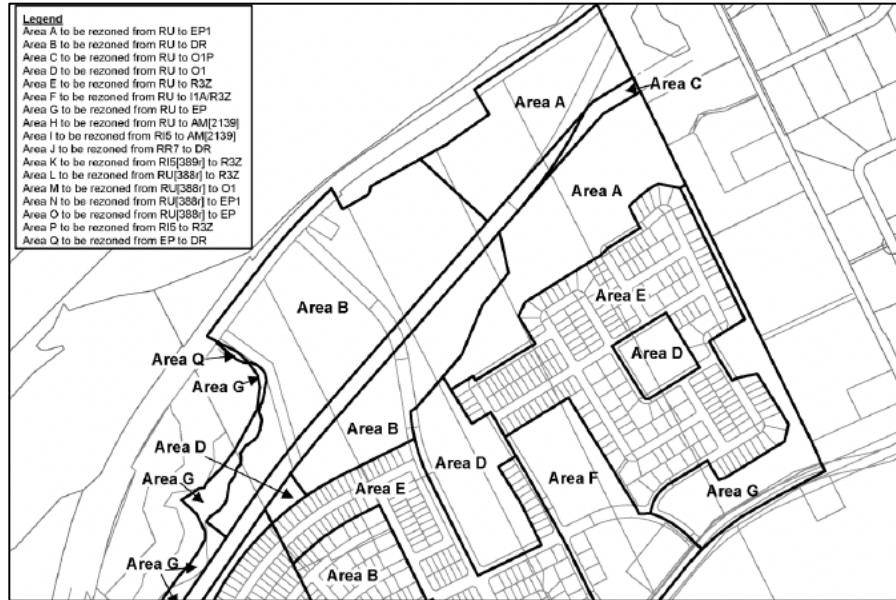 Legend
Area A to be rezoned from RU to EP1
Area B to be rezoned from RU to DR
Area C to be rezoned from RU to O1P
Area D to be rezoned from RU to O1
Area E to be rezoned from RU to R3Z
Area F to be rezoned from RU to I1A/R3Z
Area G to be rezoned from RU to EP
Area H to be rezoned from RU to AM[2139]
Area I to be rezoned from RI5 to AM[2139]
Area J to be rezoned from RR7 to DR
Area K to be rezoned from RI5[389r] to R3Z
Area L to be rezoned from RU[388r] to R3Z
Area M to be rezoned from RU[388r] to O1
Area N to be rezoned from RU[388r] to EP1
Area O to be rezoned from RU[388r] to EP
Area P to be rezoned from RI5 to R3Z
Area Q to be rezoned from EP to DR
Area C
Area A
Area A
Area E
Area B
Area D
Area Q
Area G
Area B
Area D
Area D
Area G
Area F
Area E
Area G
Area G
Area B